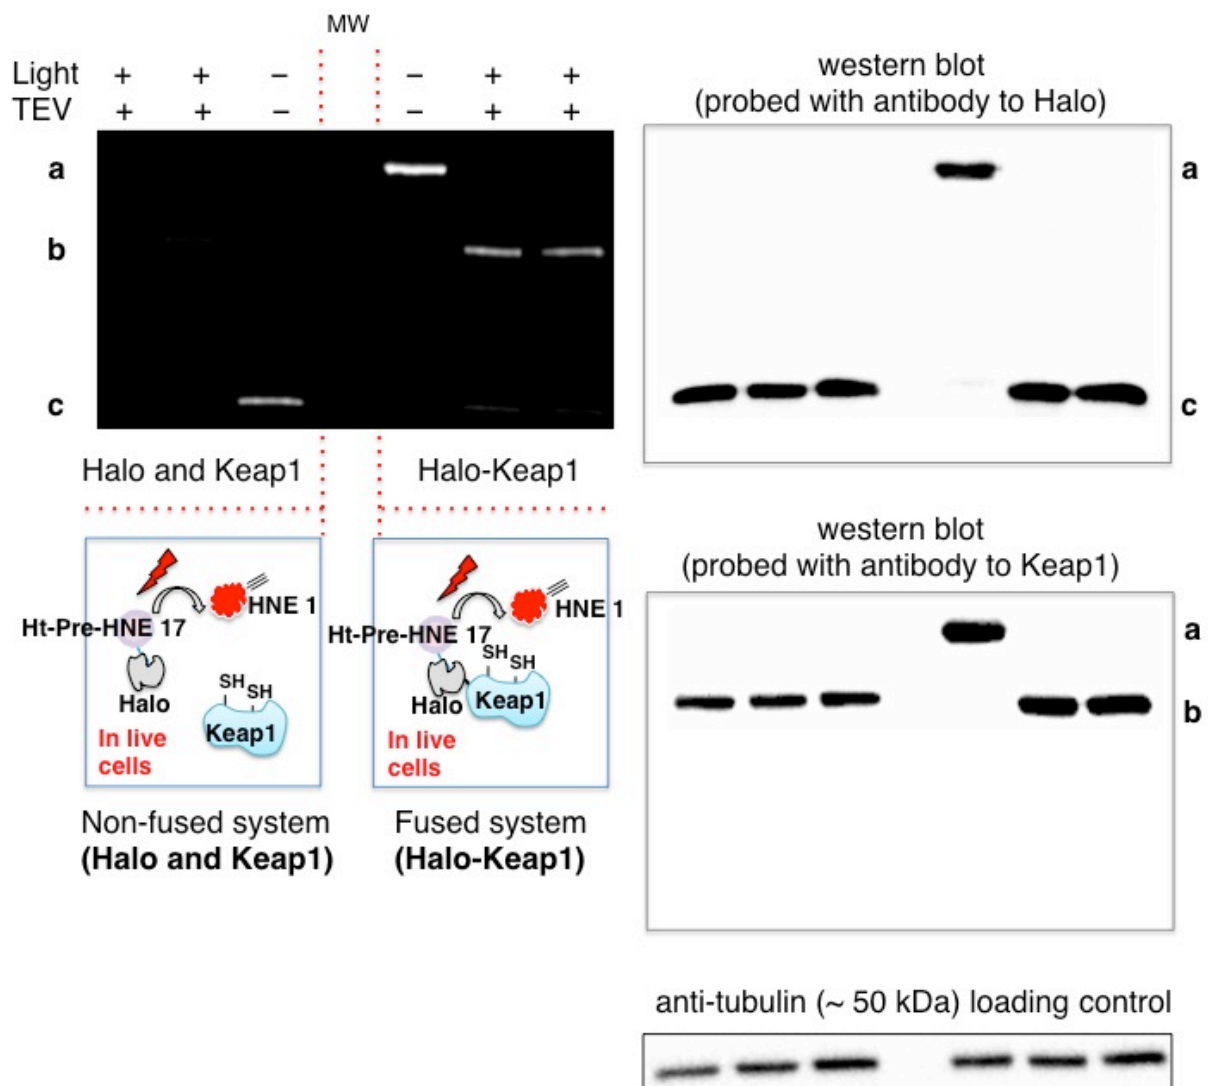 MW
Light + + − − + +
TEV + + − − + +
a
b
c
Halo and Keap1
Halo-Keap1
HNE 1
Ht-Pre-HNE 17
Halo
SH
SH
Keap1
In live
cells
HNE 1
Ht-Pre-HNE 17
SH
SH
Halo
Keap1
In live
cells
Non-fused system
(Halo and Keap1)
Fused system
(Halo-Keap1)
western blot
(probed with antibody to Halo)
a
c
western blot
(probed with antibody to Keap1)
a
b
anti-tubulin (~ 50 kDa) loading control